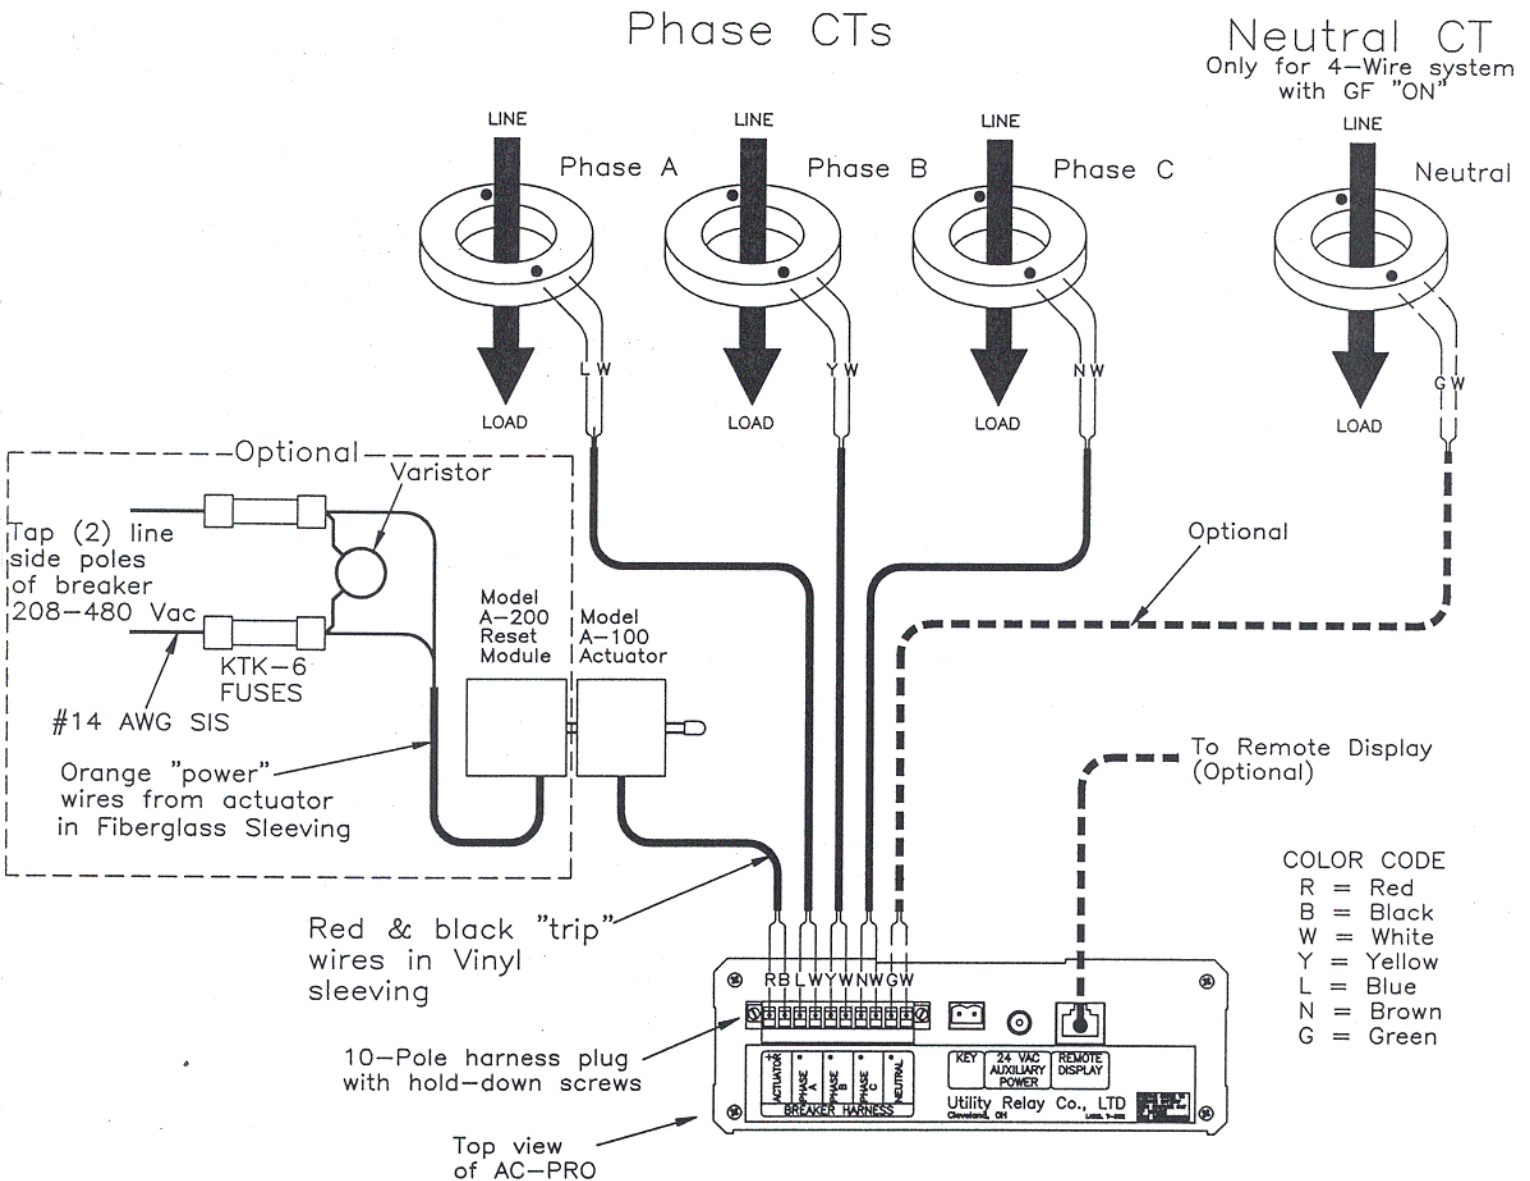 Phase CTs
Neutral CT
Only for 4-Wire system
with GF "ON"
LINE
LINE
LINE
LINE
Phase A
Phase B
Phase C
Neutral
L W
Y W
N W
G W
LOAD
LOAD
LOAD
LOAD
Optional
Varistor
Tap (2) line
side poles
of breaker
208-480 Vac
KTK-6
FUSES
#14 AWG SIS
Orange "power"
wires from actuator
in Fiberglass Sleeving
Model
A-200
Reset
Module
Model
A-100
Actuator
Optional
To Remote Display
(Optional)
COLOR CODE
R = Red
B = Black
W = White
Y = Yellow
L = Blue
N = Brown
G = Green
Red & black "trip"
wires in Vinyl
sleeving
R B L W Y W N W G W
10-Pole harness plug
with hold-down screws
+
ACTUATOR
PHASE A
PHASE B
PHASE C
NEUTRAL
BREAKER HARNESS
KEY
24 VAC
AUXILIARY
POWER
REMOTE
DISPLAY
Utility Relay Co., LTD
Cleveland, OH
Top view
of AC-PRO